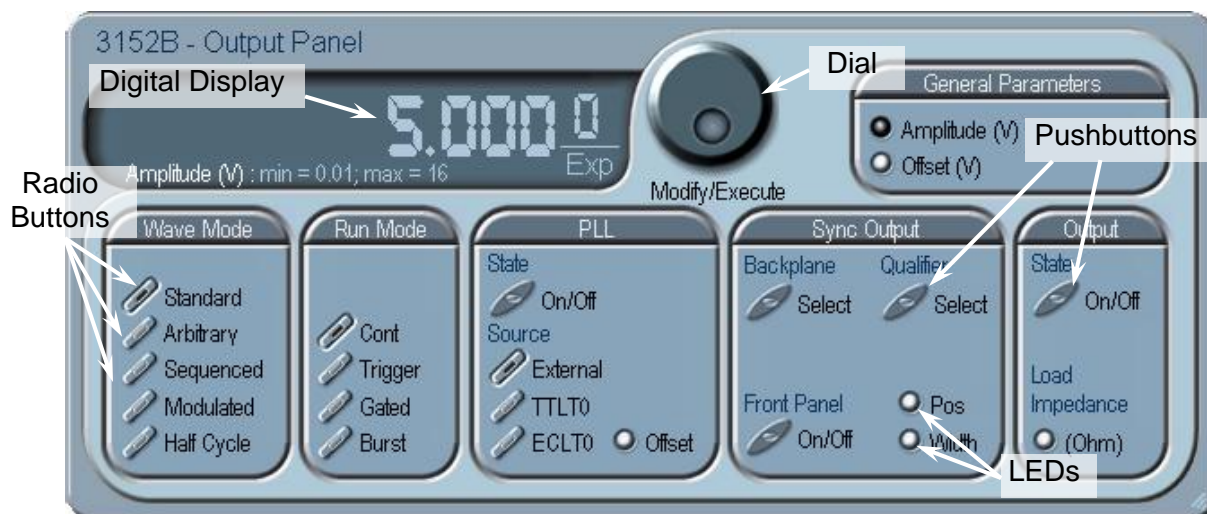 3152B - Output Panel
Digital Display
5.000 0
Exp
Amplitude (V) : min = 0.01; max = 16
Dial
Modify/Execute
General Parameters
Amplitude (V)
Offset (V)
Pushbuttons
Radio
Buttons
Wave Mode
Standard
Arbitrary
Sequenced
Modulated
Half Cycle
Run Mode
Cont
Trigger
Gated
Burst
PLL
State
On/Off
Source
External
TTLT0
ECLT0
Offset
Sync Output
Backplane
Select
Qualifier
Select
Front Panel
On/Off
Pos
Width
LEDs
Output
State
On/Off
Load
Impedance
(Ohm)